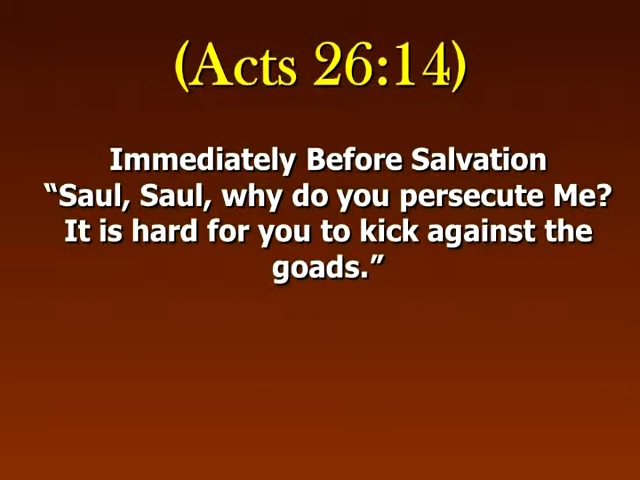 (Acts 26:14)
Immediately Before Salvation
“Saul, Saul, why do you persecute Me?
It is hard for you to kick against the
goads.”